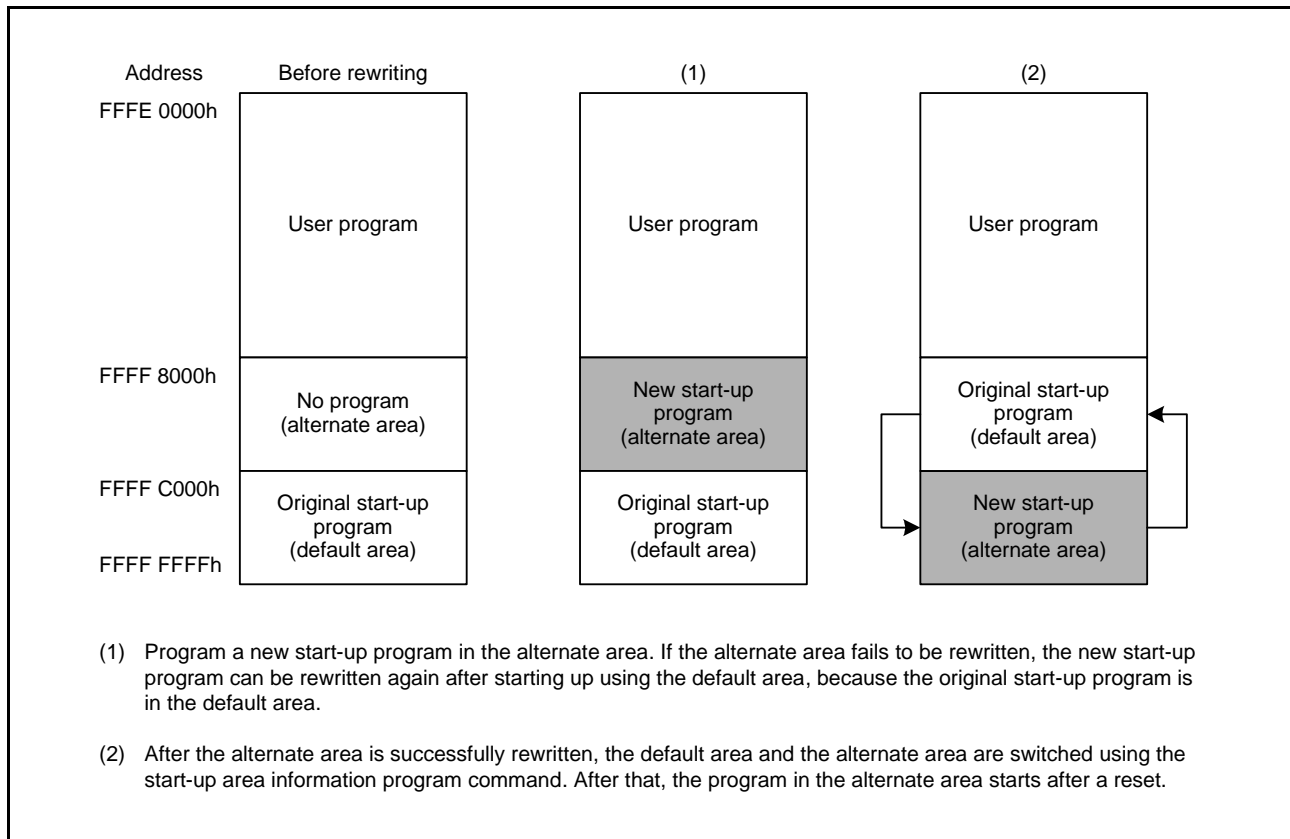 Address
Before rewriting
(1)
(2)
FFFE 0000h
User program
User program
User program
FFFF 8000h
No program
(alternate area)
New start-up
program
(alternate area)
Original start-up
program
(default area)
FFFF C000h
Original start-up
program
(default area)
Original start-up
program
(default area)
New start-up
program
(alternate area)
FFFF FFFFh
(1) Program a new start-up program in the alternate area. If the alternate area fails to be rewritten, the new start-up
program can be rewritten again after starting up using the default area, because the original start-up program is
in the default area.
(2) After the alternate area is successfully rewritten, the default area and the alternate area are switched using the
start-up area information program command. After that, the program in the alternate area starts after a reset.